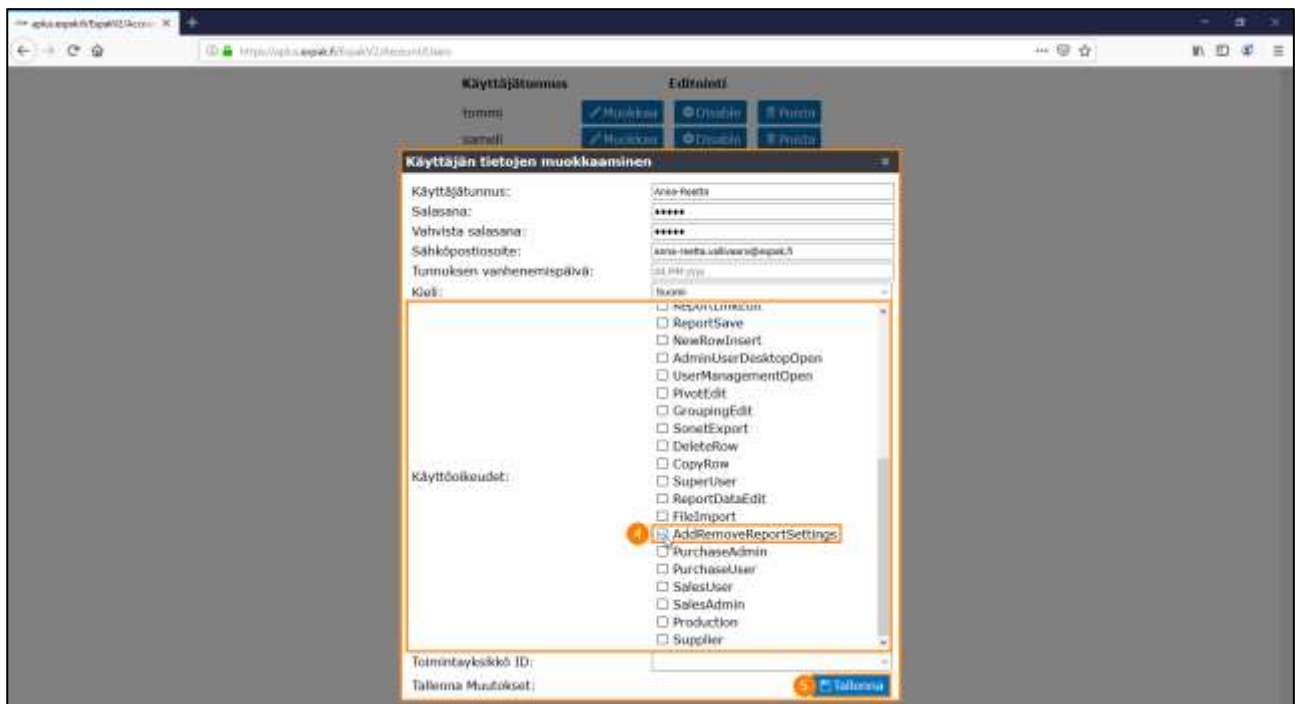 Käyttäjätunnus Editointi
tommi Muokkaa Disable Poista
sameli Muokkaa Disable Poista
Käyttäjän tietojen muokkaaminen
Käyttäjätunnus: Anna-Reetta
Salasana: •••••
Vahvista salasana: •••••
Sähköpostiosoite:
Tunnuksen vanhenemispäivä:
Kieli: Suomi
ReportLinkEdit
ReportSave
NewRowInsert
AdminUserDesktopOpen
UserManagementOpen
PivotEdit
GroupingEdit
SonetExport
DeleteRow
CopyRow
Käyttöoikeudet:
SuperUser
ReportDataEdit
FileImport
4 AddRemoveReportSettings
PurchaseAdmin
PurchaseUser
SalesUser
SalesAdmin
Production
Supplier
Toimintayksikkö ID:
Tallenna Muutokset: 5 Tallenna